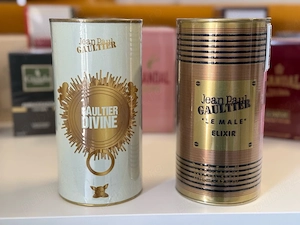 Jean Paul
GAULTIER
GAULTIER
DIVINE
Jean Paul
GAULTIER
"LE MALE"
ELIXIR